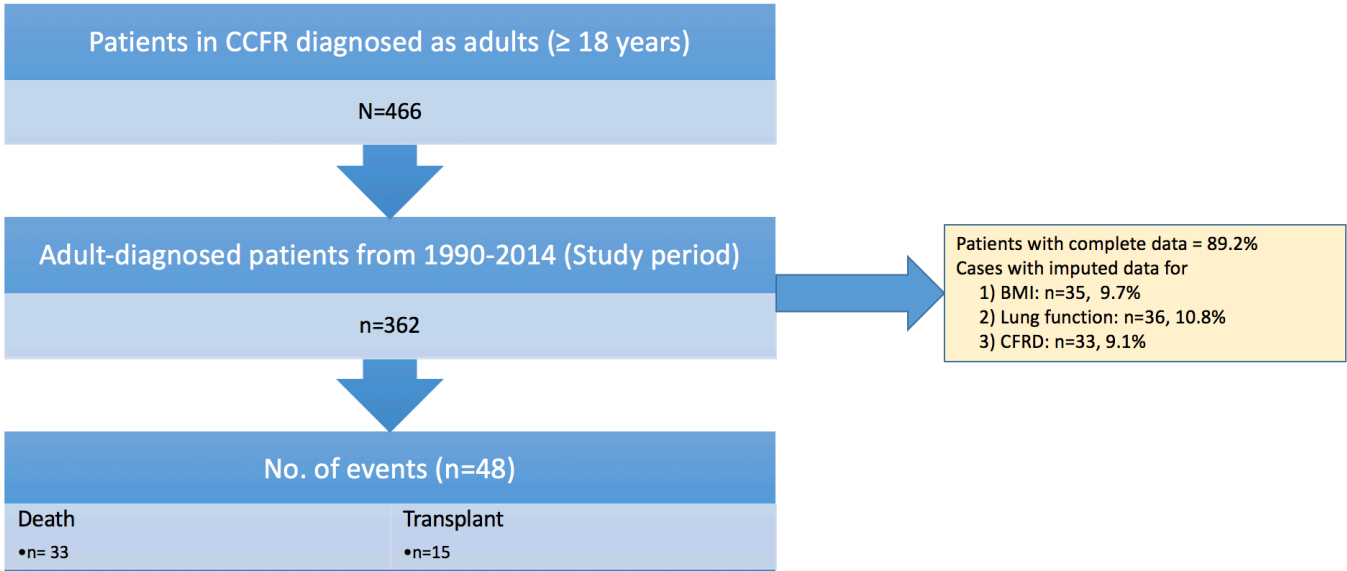 Patients in CCFR diagnosed as adults (≥ 18 years)
N=466
Adult-diagnosed patients from 1990-2014 (Study period)
n=362
Patients with complete data = 89.2%
Cases with imputed data for
1) BMI: n=35, 9.7%
2) Lung function: n=36, 10.8%
3) CFRD: n=33, 9.1%
No. of events (n=48)
Death
•n= 33
Transplant
•n=15